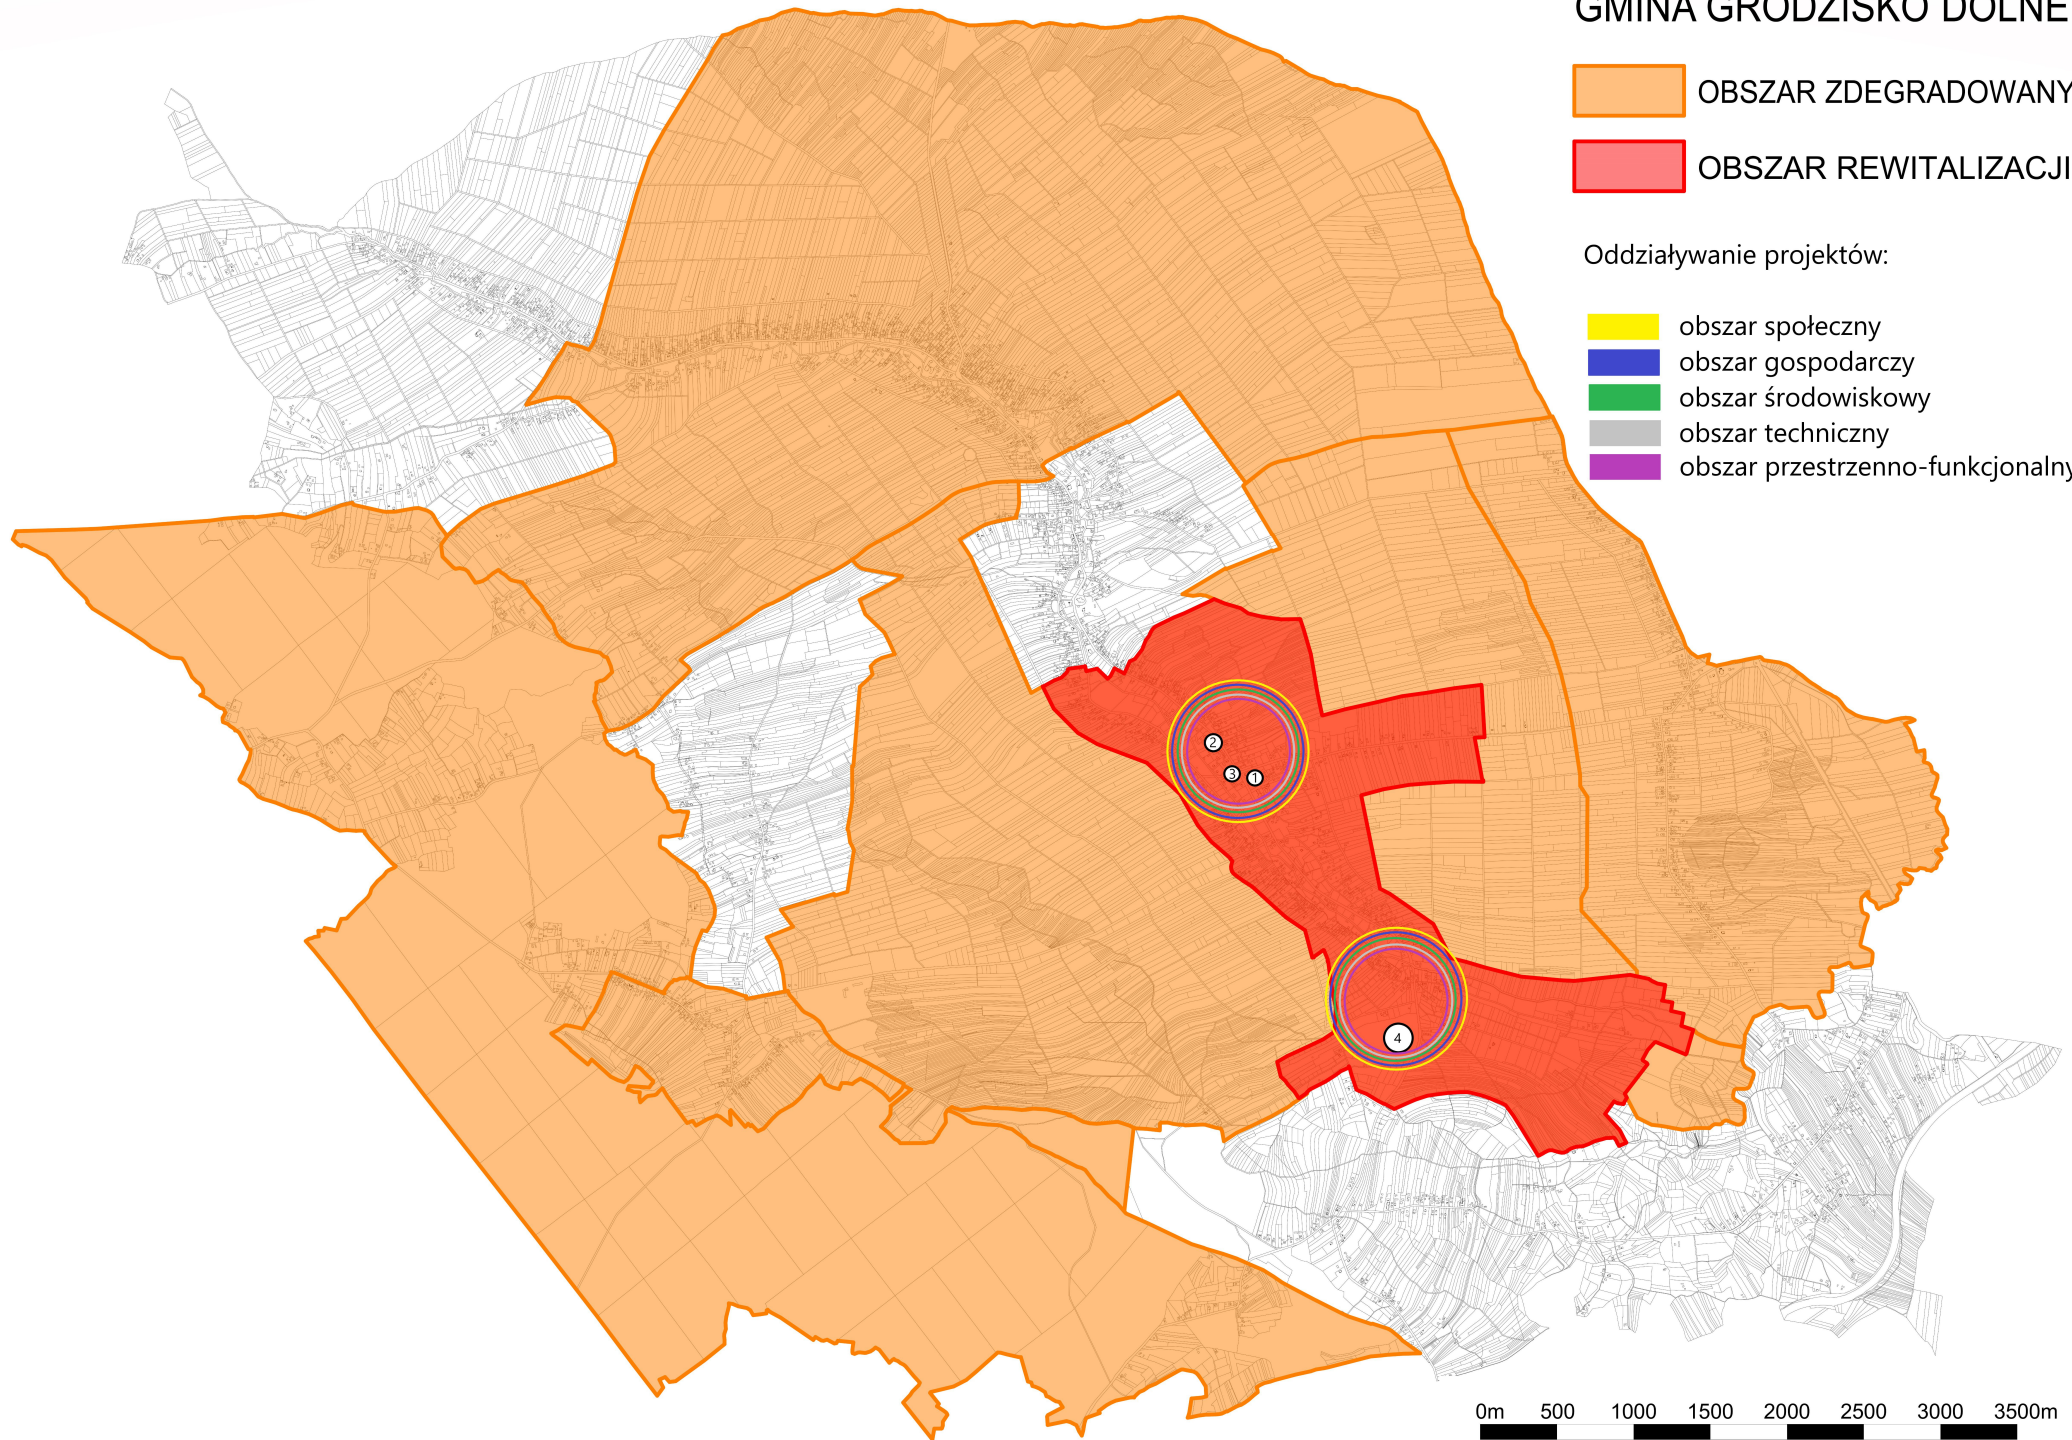 GMINA GRODZISKO DOLNE
OBSZAR ZDEGRADOWANY
OBSZAR REWITALIZACJI
Oddziaływanie projektów:
obszar społeczny
obszar gospodarczy
obszar środowiskowy
obszar techniczny
obszar przestrzenno-funkcjonalny
2
3
1
4
0m 500 1000 1500 2000 2500 3000 3500m